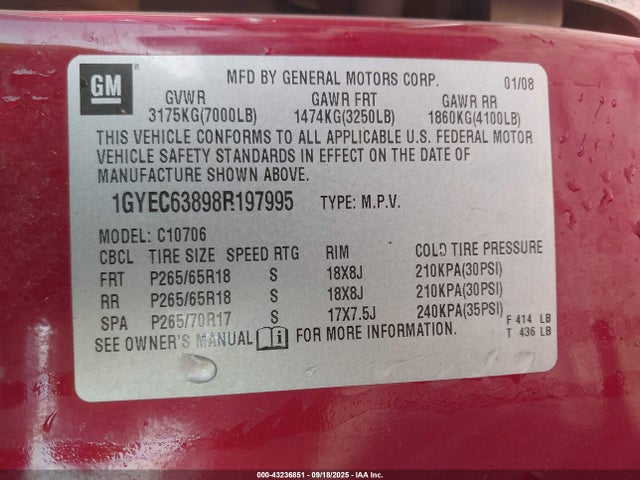 GM
MFD BY GENERAL MOTORS CORP. 01/08
GVWR GAWR FRT GAWR RR
3175KG(7000LB) 1474KG(3250LB) 1860KG(4100LB)
THIS VEHICLE CONFORMS TO ALL APPLICABLE U.S. FEDERAL MOTOR
VEHICLE SAFETY STANDARDS IN EFFECT ON THE DATE OF
MANUFACTURE SHOWN ABOVE.
1GYEC63898R197995 TYPE: M.P.V.
MODEL: C10706
CBCL TIRE SIZE SPEED RTG RIM COLD TIRE PRESSURE
FRT P265/65R18 S 18X8J 210KPA(30PSI)
RR P265/65R18 S 18X8J 210KPA(30PSI)
SPA P265/70R17 S 17X7.5J 240KPA(35PSI) F 414 LB
SEE OWNER'S MANUAL FOR MORE INFORMATION. T 436 LB
000-43236851 - 09/18/2025 - IAA Inc.